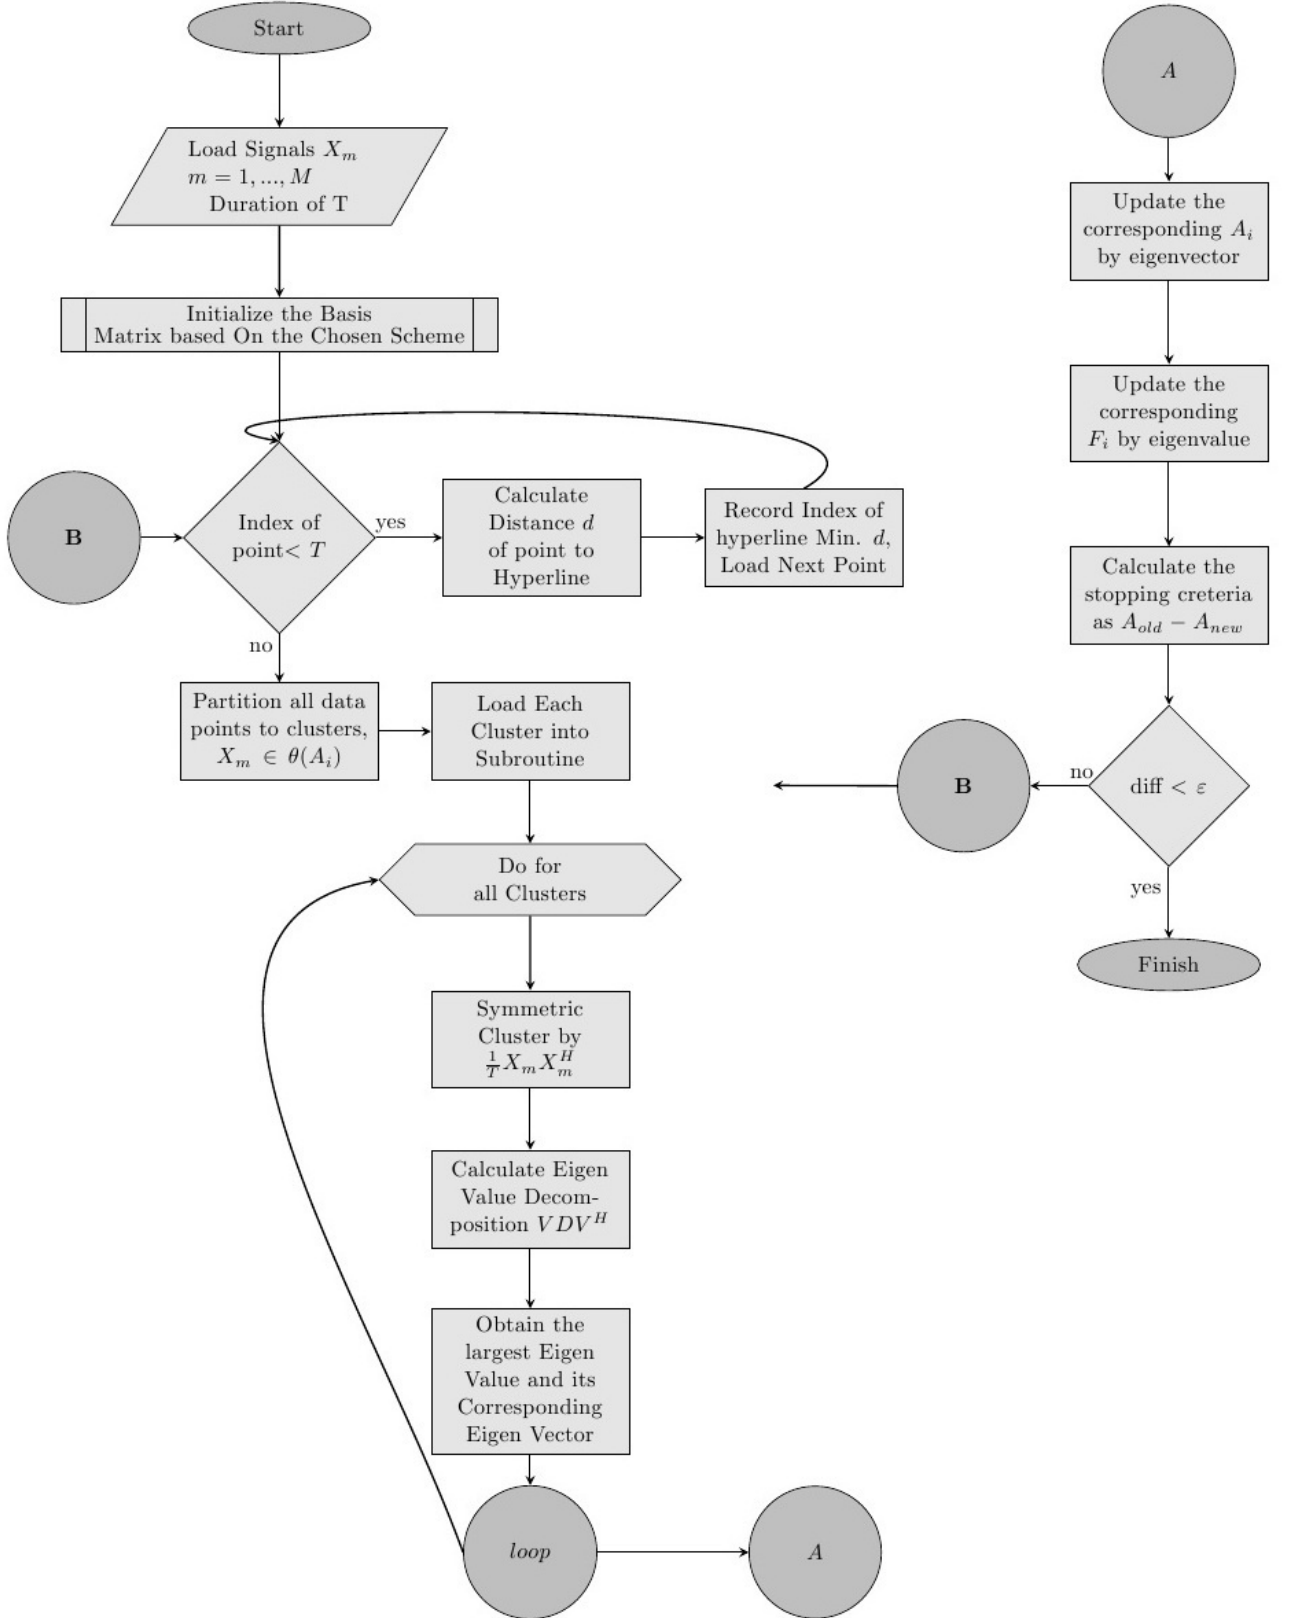 Start
Load Signals X_m
m = 1, ..., M
Duration of T
Initialize the Basis
Matrix based On the Chosen Scheme
B
Index of
point< T
yes
Calculate
Distance d
of point to
Hyperline
Record Index of
hyperline Min. d,
Load Next Point
no
Partition all data
points to clusters,
X_m ∈ θ(A_i)
Load Each
Cluster into
Subroutine
Do for
all Clusters
Symmetric
Cluster by
\frac{1}{T} X_m X_m^H
Calculate Eigen
Value Decom-
position VDV^H
Obtain the
largest Eigen
Value and its
Corresponding
Eigen Vector
loop
A
A
Update the
corresponding A_i
by eigenvector
Update the
corresponding
F_i by eigenvalue
Calculate the
stopping creteria
as A_{old} − A_{new}
diff < ε
no
B
yes
Finish